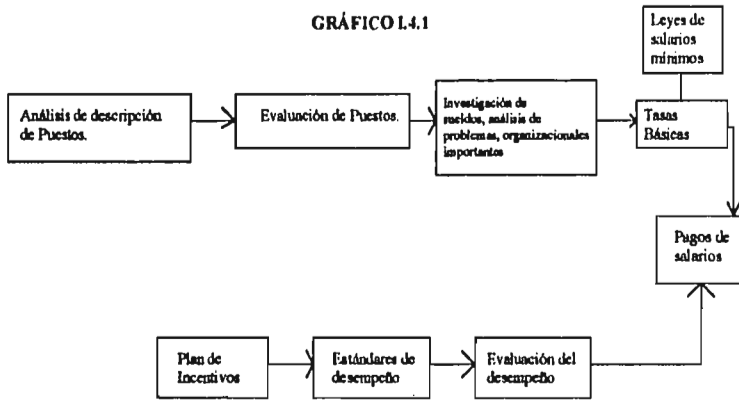 GRÁFICO I.4.1
Leyes de
salarios
mínimos
Análisis de descripción
de Puestos.
Evaluación de Puestos.
Investigación de
sueldos, análisis de
problemas, organizacionales
importantes
Tasas
Básicas
Pagos de
salarios
Plan de
Incentivos
Estándares de
desempeño
Evaluación del
desempeño